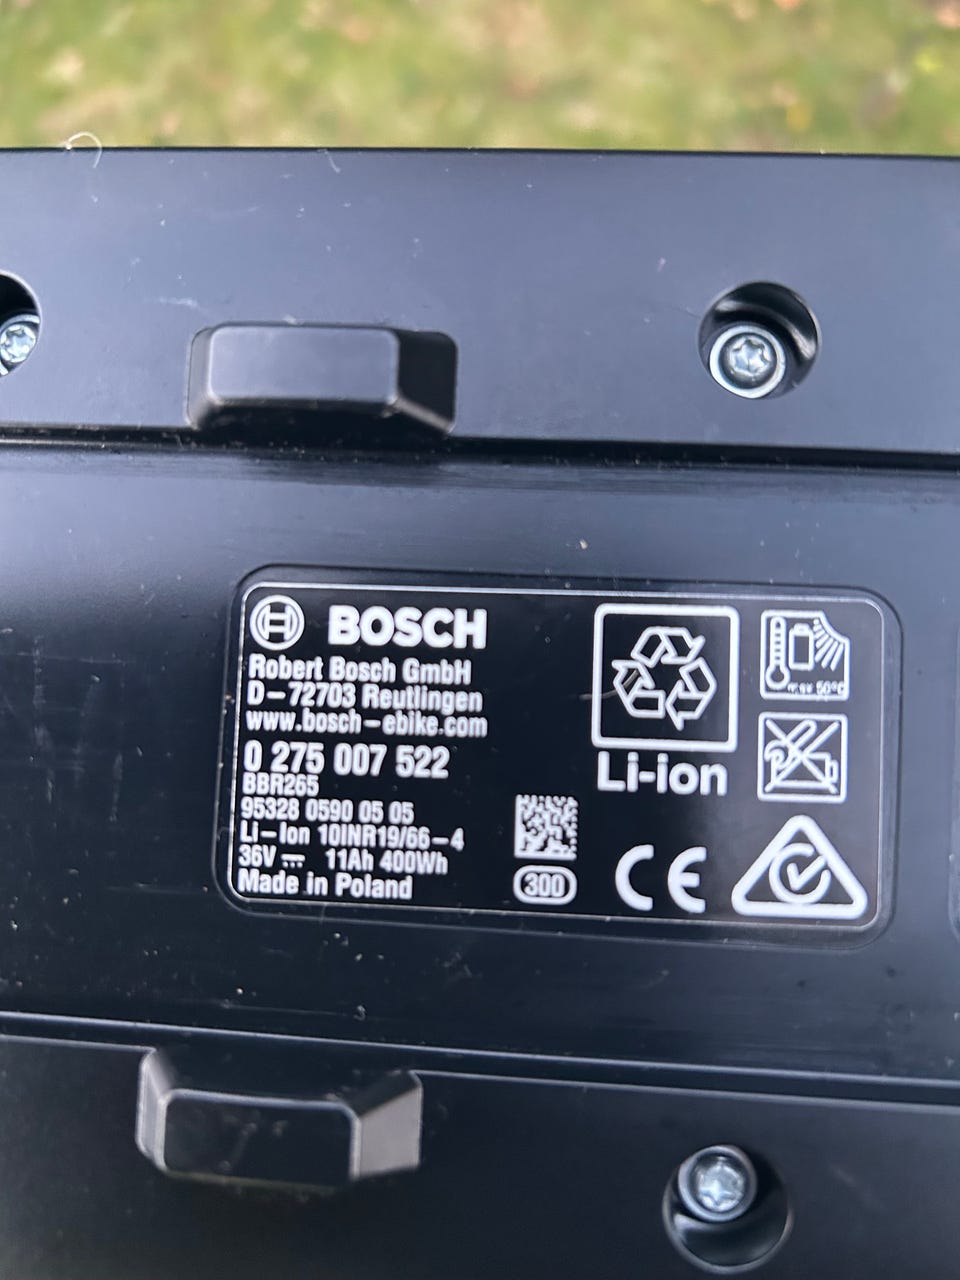 BOSCH
Robert Bosch GmbH
D-72703 Reutlingen
www.bosch-ebike.com
0 275 007 522
BBR265
95328 0590 05 05
Li-Ion 10INR19/66-4
36V 11Ah 400Wh
Made in Poland
300
Li-ion
CE
max 50°C